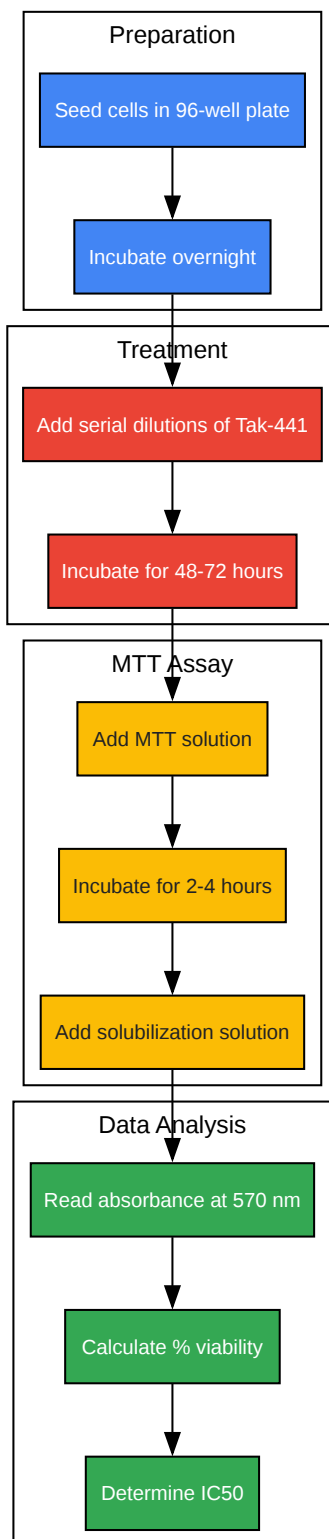 Preparation
Seed cells in 96-well plate
Incubate overnight
Treatment
Add serial dilutions of Tak-441
Incubate for 48-72 hours
MTT Assay
Add MTT solution
Incubate for 2-4 hours
Add solubilization solution
Data Analysis
Read absorbance at 570 nm
Calculate % viability
Determine IC50